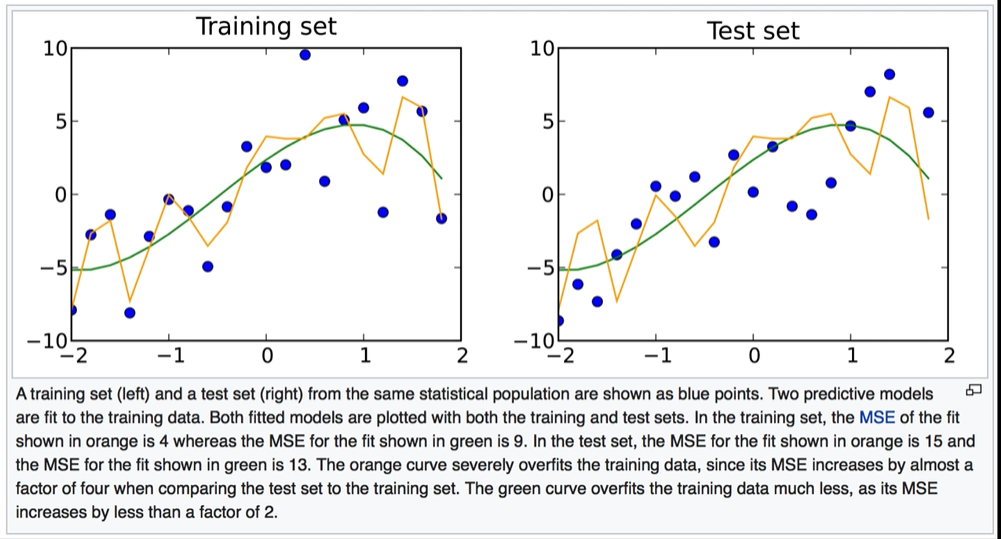 Training set
Test set
10
5
0
−5
−10
−2
−1
0
1
2
10
5
0
−5
−10
−2
−1
0
1
2
A training set (left) and a test set (right) from the same statistical population are shown as blue points. Two predictive models
are fit to the training data. Both fitted models are plotted with both the training and test sets. In the training set, the MSE of the fit
shown in orange is 4 whereas the MSE for the fit shown in green is 9. In the test set, the MSE for the fit shown in orange is 15 and
the MSE for the fit shown in green is 13. The orange curve severely overfits the training data, since its MSE increases by almost a
factor of four when comparing the test set to the training set. The green curve overfits the training data much less, as its MSE
increases by less than a factor of 2.